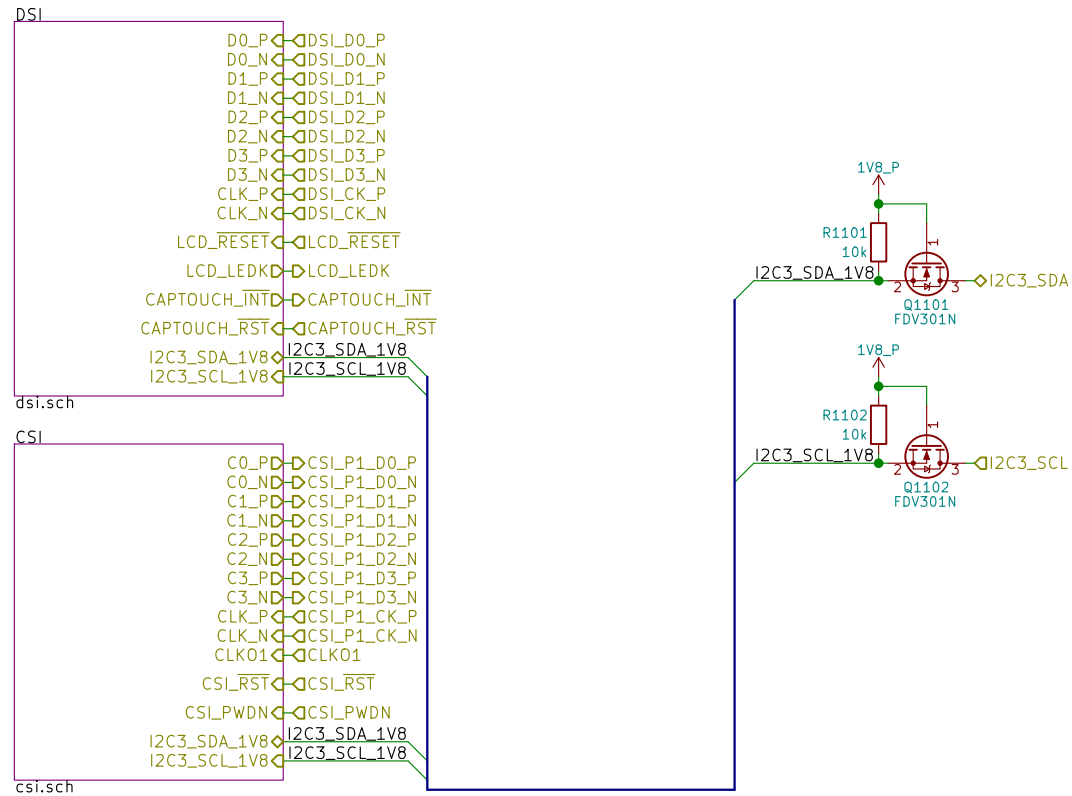 DSI
D0_P DSI_D0_P
D0_N DSI_D0_N
D1_P DSI_D1_P
D1_N DSI_D1_N
D2_P DSI_D2_P
D2_N DSI_D2_N
D3_P DSI_D3_P
D3_N DSI_D3_N
CLK_P DSI_CK_P
CLK_N DSI_CK_N
LCD_RESET LCD_RESET
LCD_LEDK LCD_LEDK
CAPTOUCH_INT CAPTOUCH_INT
CAPTOUCH_RST CAPTOUCH_RST
I2C3_SDA_1V8 I2C3_SDA_1V8
I2C3_SCL_1V8 I2C3_SCL_1V8
dsi.sch
CSI
C0_P CSI_P1_D0_P
C0_N CSI_P1_D0_N
C1_P CSI_P1_D1_P
C1_N CSI_P1_D1_N
C2_P CSI_P1_D2_P
C2_N CSI_P1_D2_N
C3_P CSI_P1_D3_P
C3_N CSI_P1_D3_N
CLK_P CSI_P1_CK_P
CLK_N CSI_P1_CK_N
CLKO1 CLKO1
CSI_RST CSI_RST
CSI_PWDN CSI_PWDN
I2C3_SDA_1V8 I2C3_SDA_1V8
I2C3_SCL_1V8 I2C3_SCL_1V8
csi.sch
1V8_P
R1101
10k
1
I2C3_SDA_1V8
2 3
I2C3_SDA
Q1101
FDV301N
1V8_P
R1102
10k
1
I2C3_SCL_1V8
2 3
I2C3_SCL
Q1102
FDV301N